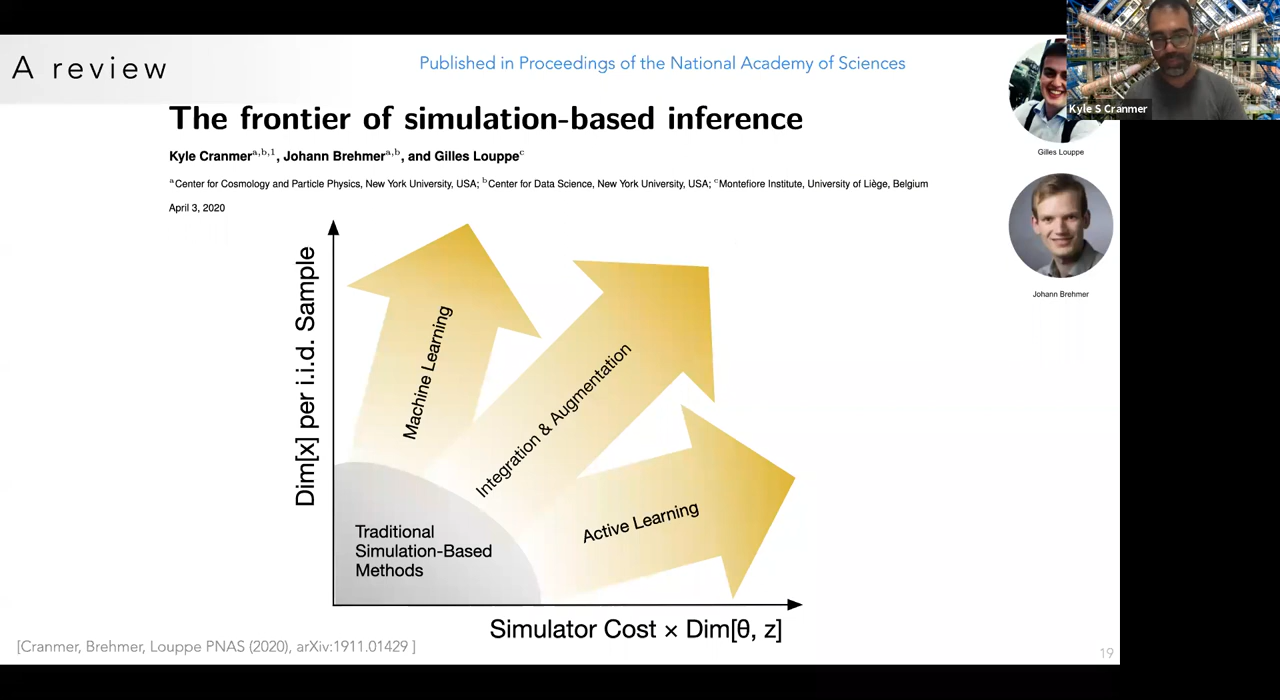 A review
Published in Proceedings of the National Academy of Sciences
The frontier of simulation-based inference
Kyle Cranmer^a,b,1, Johann Brehmer^a,b, and Gilles Louppe^c
^a Center for Cosmology and Particle Physics, New York University, USA; ^b Center for Data Science, New York University, USA; ^c Montefiore Institute, University of Liège, Belgium
April 3, 2020
Kyle S Cranmer
Gilles Louppe
Johann Brehmer
Dim[x] per i.i.d. Sample
Machine Learning
Integration & Augmentation
Active Learning
Traditional
Simulation-Based
Methods
Simulator Cost × Dim[θ, z]
[Cranmer, Brehmer, Louppe PNAS (2020), arXiv:1911.01429 ]
19